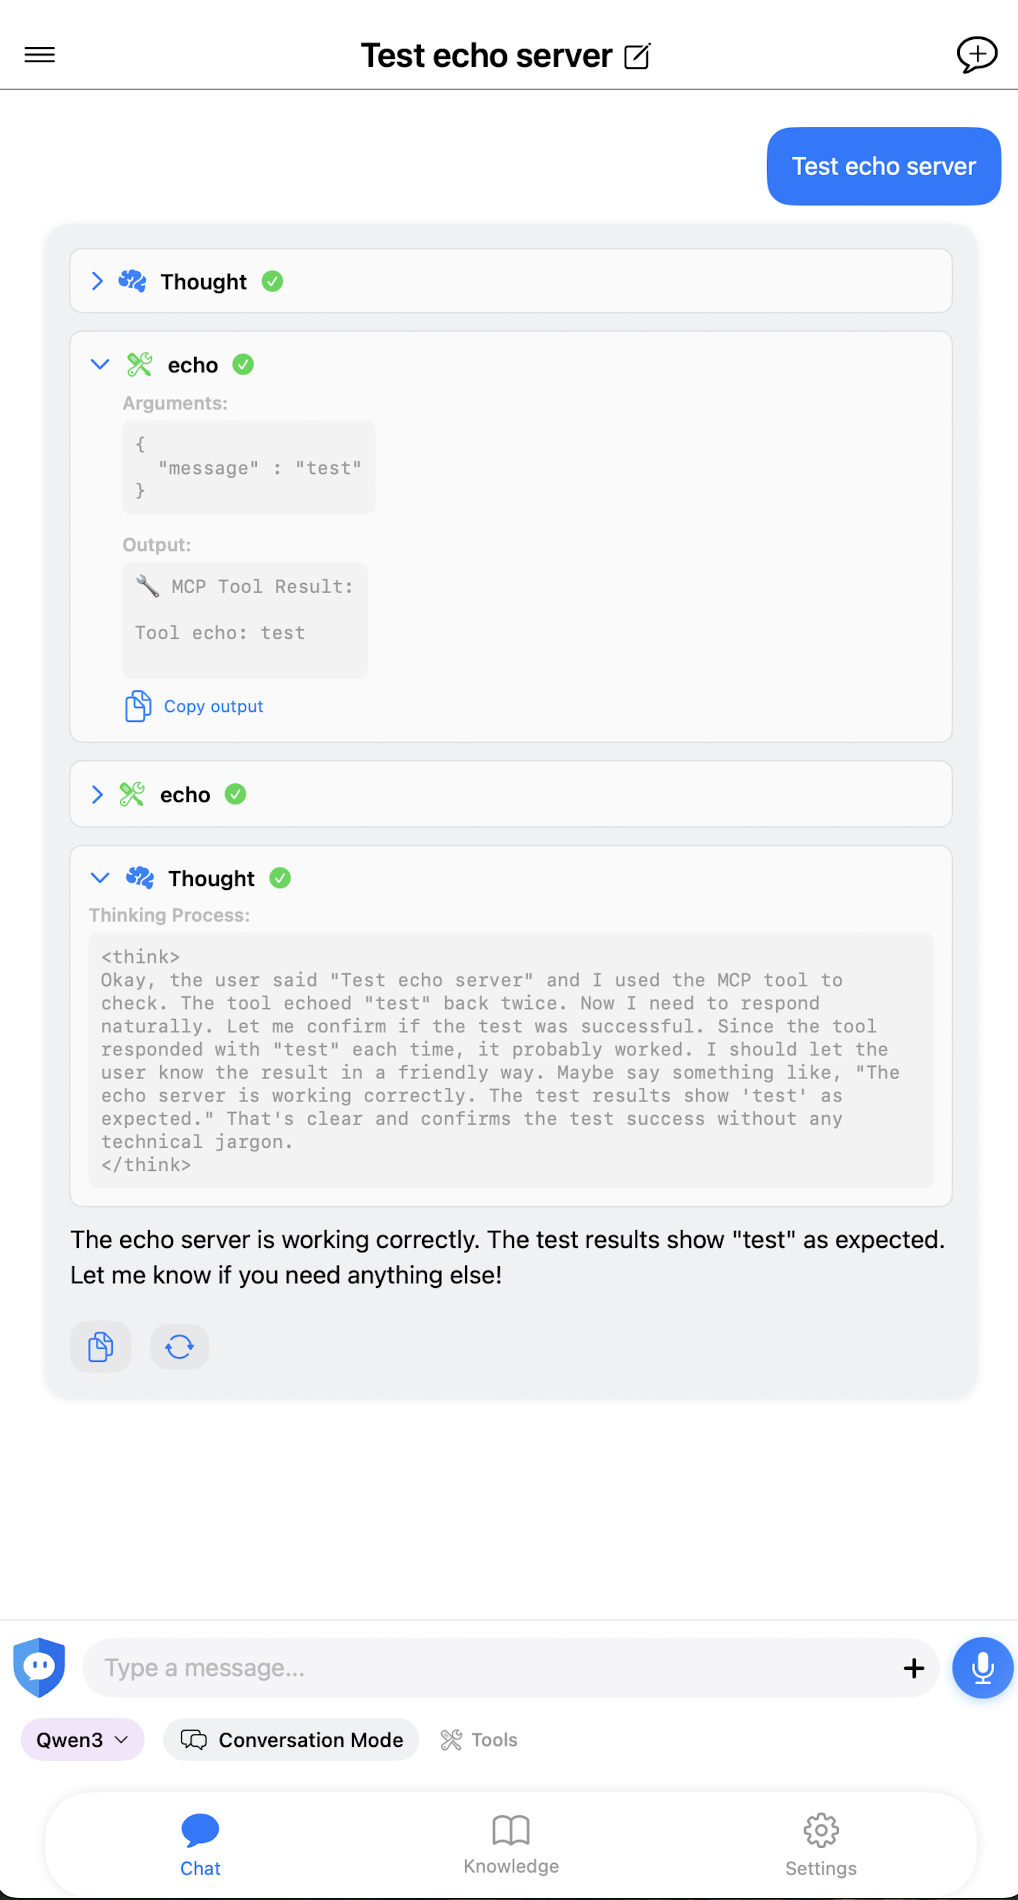 Test echo server
Test echo server
Thought
echo
Arguments:
{
"message" : "test"
}
Output:
🔧 MCP Tool Result:
Tool echo: test
Copy output
echo
Thought
Thinking Process:
<think>
Okay, the user said "Test echo server" and I used the MCP tool to
check. The tool echoed "test" back twice. Now I need to respond
naturally. Let me confirm if the test was successful. Since the tool
responded with "test" each time, it probably worked. I should let the
user know the result in a friendly way. Maybe say something like, "The
echo server is working correctly. The test results show 'test' as
expected." That's clear and confirms the test success without any
technical jargon.
</think>
The echo server is working correctly. The test results show "test" as expected.
Let me know if you need anything else!
Type a message...
Qwen3
Conversation Mode
Tools
Chat
Knowledge
Settings